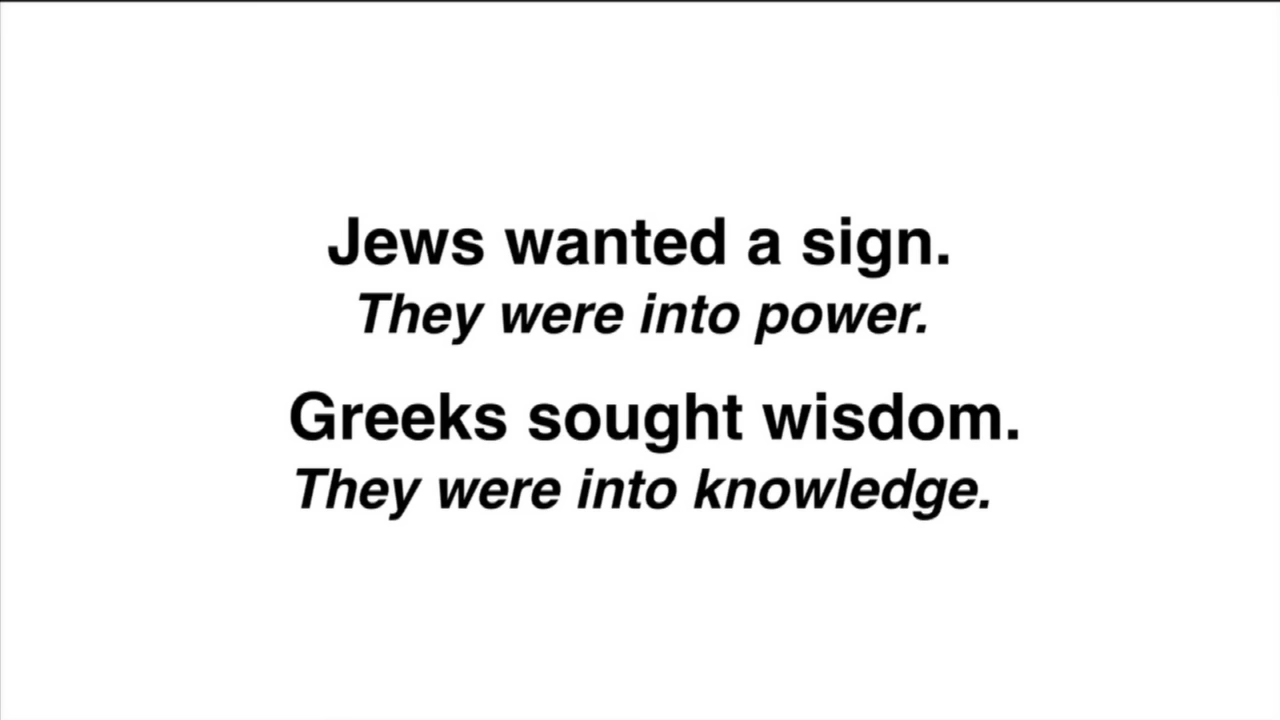 Jews wanted a sign.
They were into power.
Greeks sought wisdom.
They were into knowledge.